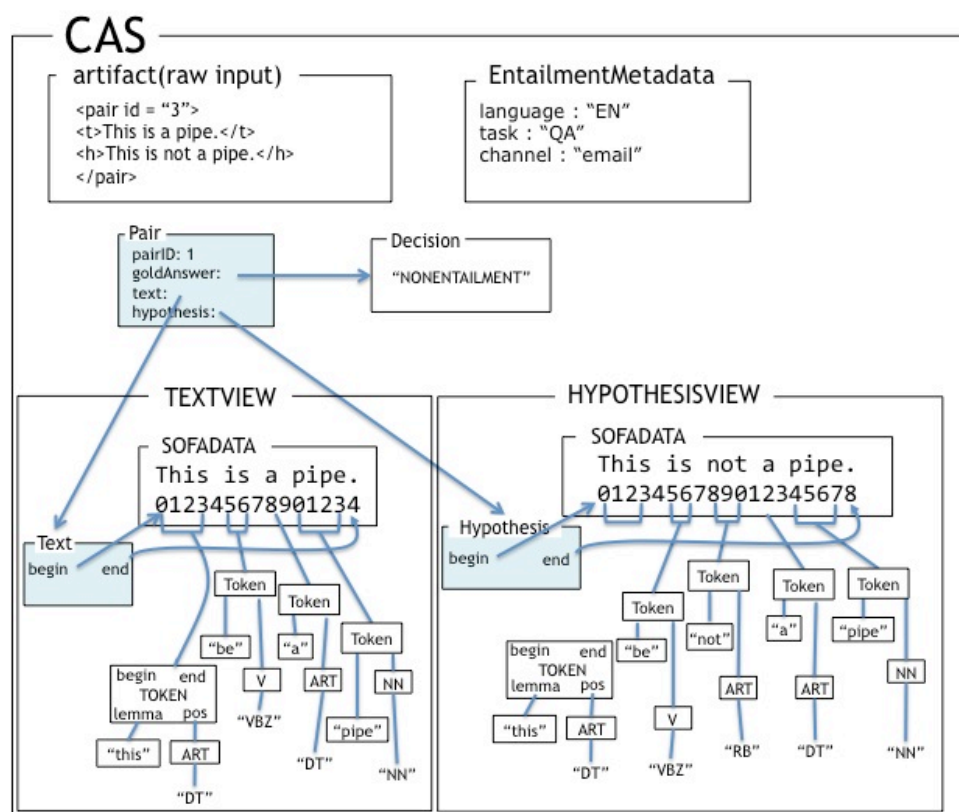 CAS
artifact(raw input)
<pair id = “3”>
<t>This is a pipe.</t>
<h>This is not a pipe.</h>
</pair>
EntailmentMetadata
language : “EN”
task : “QA”
channel : “email”
Pair
pairID: 1
goldAnswer:
text:
hypothesis:
Decision
“NONENTAILMENT”
TEXTVIEW
SOFADATA
This is a pipe.
012345678901234
Text
begin end
Token
Token
Token
“be”
“a”
begin end
TOKEN
lemma pos
V
ART
NN
“VBZ”
“pipe”
“this”
ART
“DT”
“NN”
“DT”
HYPOTHESISVIEW
SOFADATA
This is not a pipe.
0123456789012345678
Hypothesis
begin end
Token
Token
Token
Token
“be”
“not”
“a”
“pipe”
begin end
TOKEN
lemma pos
NN
ART
ART
V
“this”
ART
“RB”
“DT”
“NN”
“DT”
“VBZ”